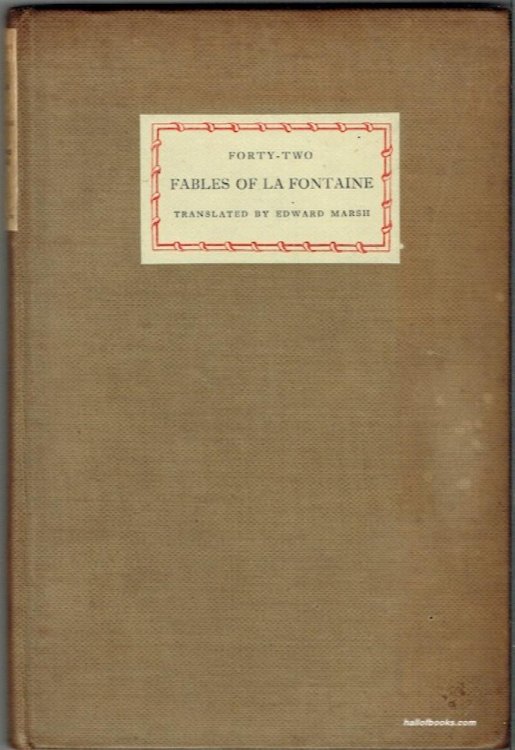 FORTY-TWO
FABLES OF LA FONTAINE
TRANSLATED BY EDWARD MARSH
hallofbooks.com